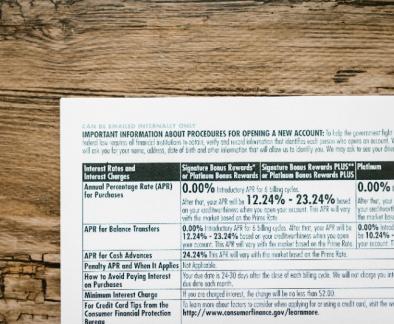 CAN BE EMAILED INTERNALLY ONLY
IMPORTANT INFORMATION ABOUT PROCEDURES FOR OPENING A NEW ACCOUNT: To help the government fight
federal law requires all financial institutions to obtain, verify and record information that identifies each person who opens an account.
will ask you for your name, address, date of birth and other information that will allow us to identify you. We may ask to see your
Interest Rates and
Interest Charges
Signature Bonus Rewards*
or Platinum Bonus Rewards
Signature Bonus Rewards PLUS**
or Platinum Bonus Rewards PLUS
Platinum
Annual Percentage Rate (APR)
for Purchases
0.00% Introductory APR for 6 billing cycles.
After that, your APR will be 12.24% - 23.24% based
on your creditworthiness when you open your account. This APR will vary
with the market based on the Prime Rate.
0.00%
After that, your
your creditworthiness
the market based
APR for Balance Transfers
0.00% Introductory APR for 6 billing cycles. After that, your APR will be
12.24% - 23.24% based on your creditworthiness when you open
your account. This APR will vary with the market based on the Prime Rate.
0.00%
be 10.24% -
your account.
APR for Cash Advances
24.24% This APR will vary with the market based on the Prime Rate.
Penalty APR and When it Applies
Not Applicable.
How to Avoid Paying Interest
on Purchases
Your due date is 24-30 days after the close of each billing cycle. We will not charge you
due date each month.
Minimum Interest Charge
If you are charged interest, the charge will be no less than $2.00.
For Credit Card Tips from the
Consumer Financial Protection
Bureau
To learn more about factors to consider when applying for or using a credit card, visit the
http://www.consumerfinance.gov/learnmore.